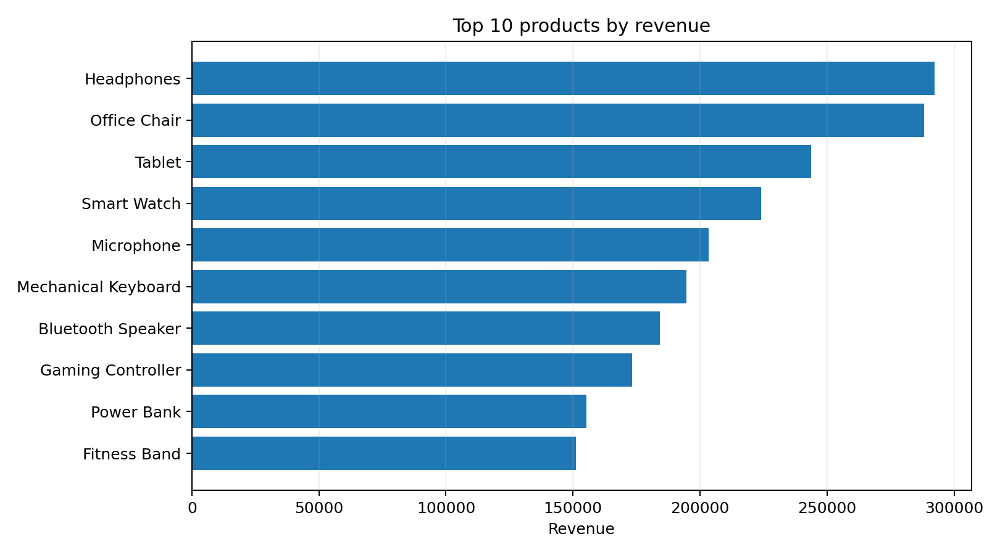 Top 10 products by revenue
Headphones
Office Chair
Tablet
Smart Watch
Microphone
Mechanical Keyboard
Bluetooth Speaker
Gaming Controller
Power Bank
Fitness Band
0 50000 100000 150000 200000 250000 300000
Revenue